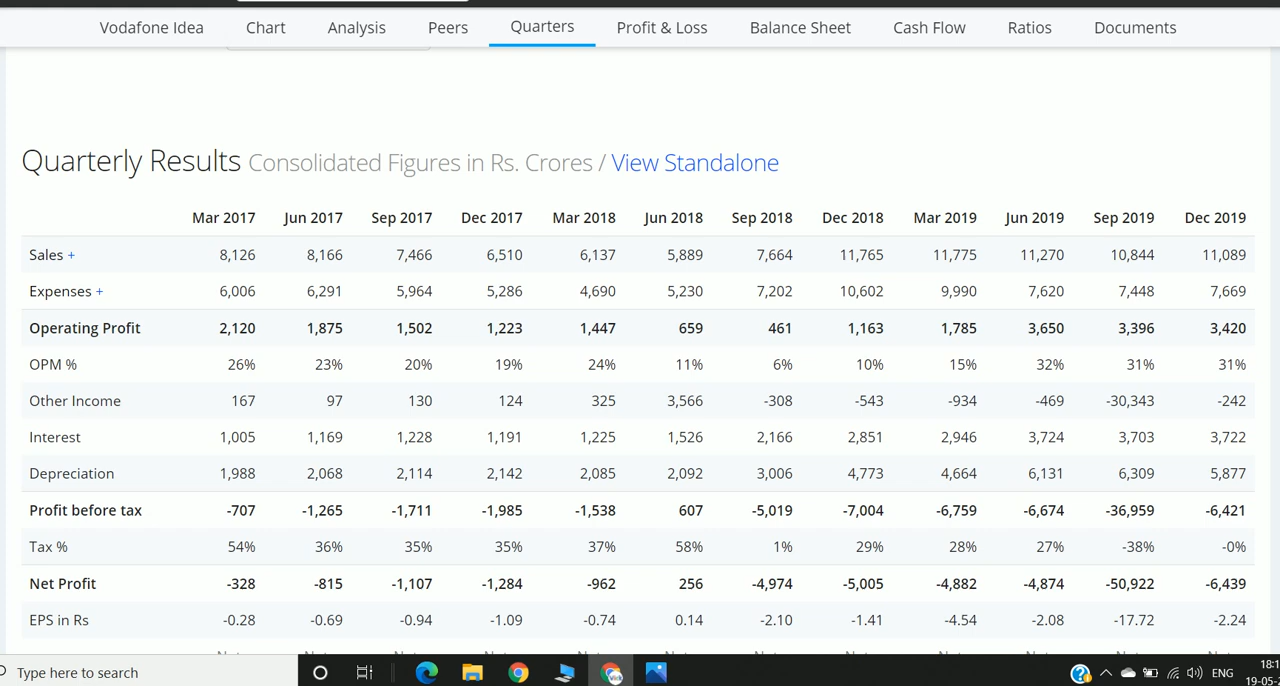 Vodafone Idea Chart Analysis Peers Quarters Profit & Loss Balance Sheet Cash Flow Ratios Documents
Quarterly Results Consolidated Figures in Rs. Crores / View Standalone
Mar 2017 Jun 2017 Sep 2017 Dec 2017 Mar 2018 Jun 2018 Sep 2018 Dec 2018 Mar 2019 Jun 2019 Sep 2019 Dec 2019
Sales + 8,126 8,166 7,466 6,510 6,137 5,889 7,664 11,765 11,775 11,270 10,844 11,089
Expenses + 6,006 6,291 5,964 5,286 4,690 5,230 7,202 10,602 9,990 7,620 7,448 7,669
Operating Profit 2,120 1,875 1,502 1,223 1,447 659 461 1,163 1,785 3,650 3,396 3,420
OPM % 26% 23% 20% 19% 24% 11% 6% 10% 15% 32% 31% 31%
Other Income 167 97 130 124 325 3,566 -308 -543 -934 -469 -30,343 -242
Interest 1,005 1,169 1,228 1,191 1,225 1,526 2,166 2,851 2,946 3,724 3,703 3,722
Depreciation 1,988 2,068 2,114 2,142 2,085 2,092 3,006 4,773 4,664 6,131 6,309 5,877
Profit before tax -707 -1,265 -1,711 -1,985 -1,538 607 -5,019 -7,004 -6,759 -6,674 -36,959 -6,421
Tax % 54% 36% 35% 35% 37% 58% 1% 29% 28% 27% -38% -0%
Net Profit -328 -815 -1,107 -1,284 -962 256 -4,974 -5,005 -4,882 -4,874 -50,922 -6,439
EPS in Rs -0.28 -0.69 -0.94 -1.09 -0.74 0.14 -2.10 -1.41 -4.54 -2.08 -17.72 -2.24
Type here to search ENG 18:1
19-05-2